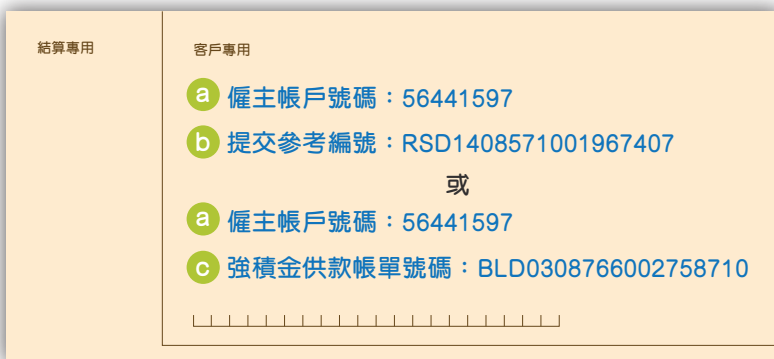 結算專用
客戶專用
a 僱主帳戶號碼：56441597
b 提交參考編號：RSD1408571001967407
或
a 僱主帳戶號碼：56441597
c 強積金供款帳單號碼：BLD0308766002758710